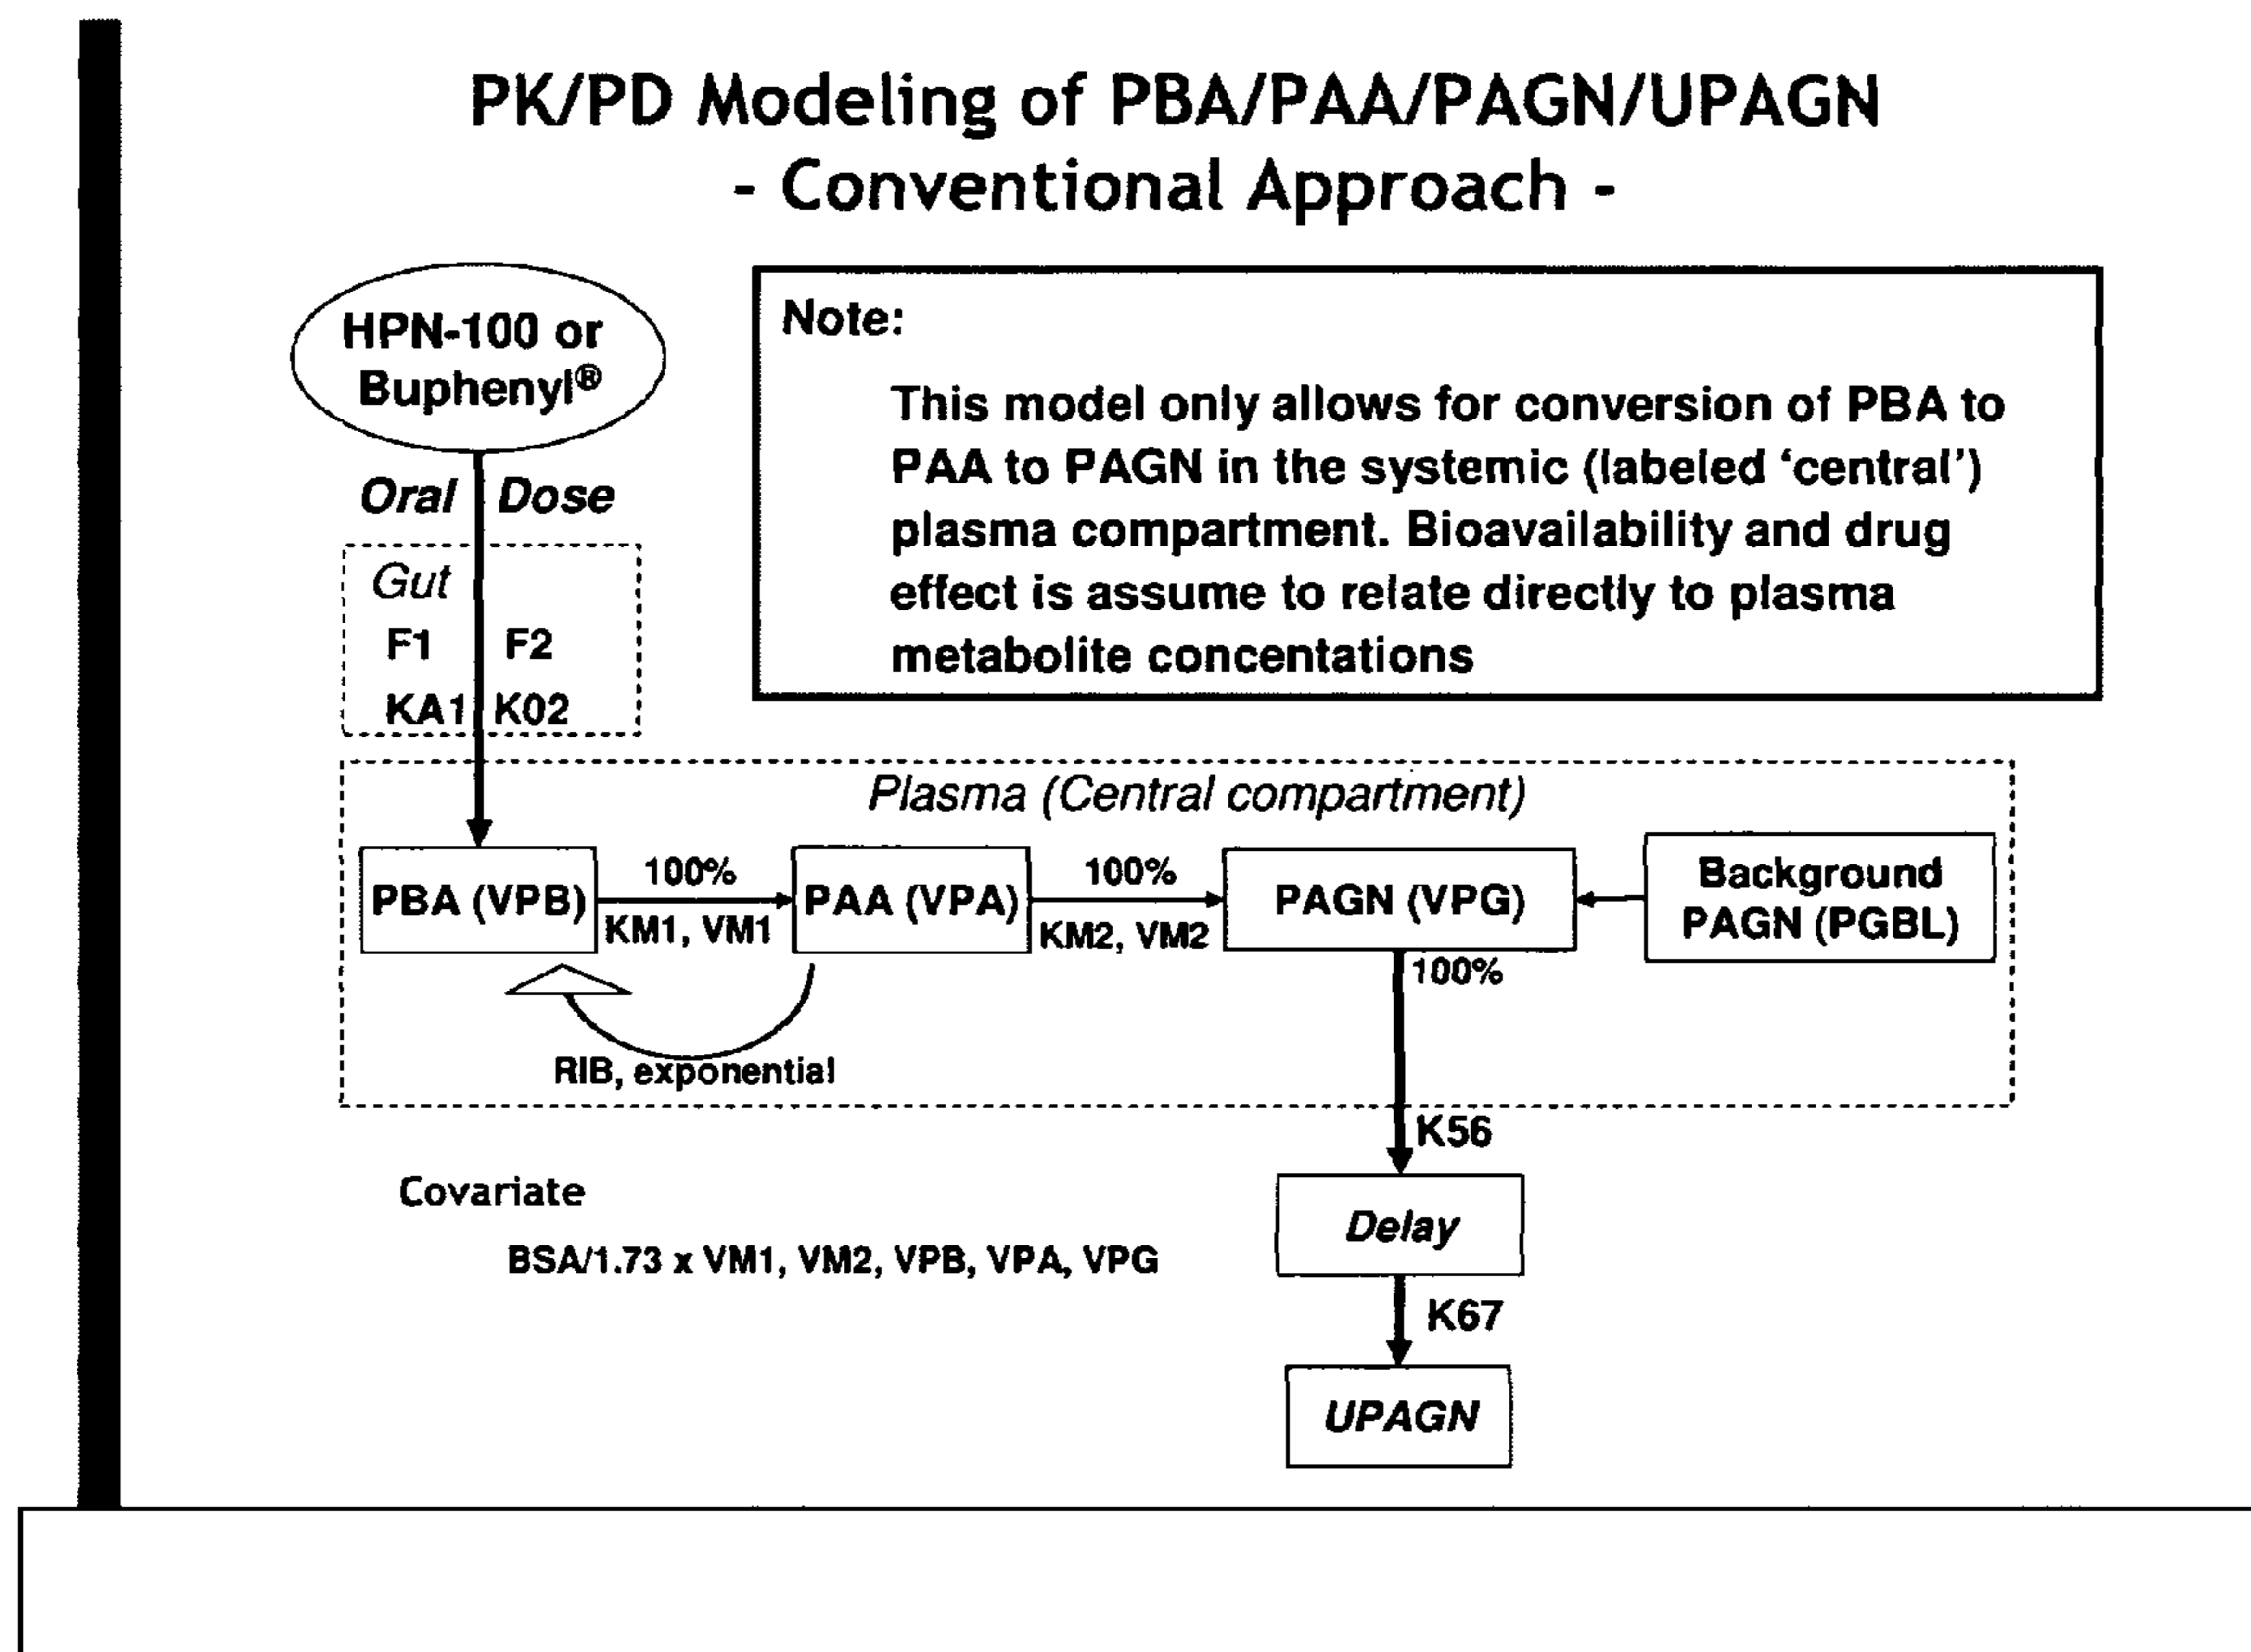 PK/PD Modeling of PBA/PAA/PAGN/UPAGN
- Conventional Approach -
HPN-100 or
Buphenyl®
Note:
This model only allows for conversion of PBA to
PAA to PAGN in the systemic (labeled ‘central’)
plasma compartment. Bioavailability and drug
effect is assume to relate directly to plasma
metabolite concentations
Oral Dose
Gut
F1 F2
KA1 K02
Plasma (Central compartment)
PBA (VPB)
100%
KM1, VM1
PAA (VPA)
100%
KM2, VM2
PAGN (VPG)
Background
PAGN (PGBL)
100%
RIB, exponential
K56
Covariate
BSA/1.73 x VM1, VM2, VPB, VPA, VPG
Delay
K67
UPAGN